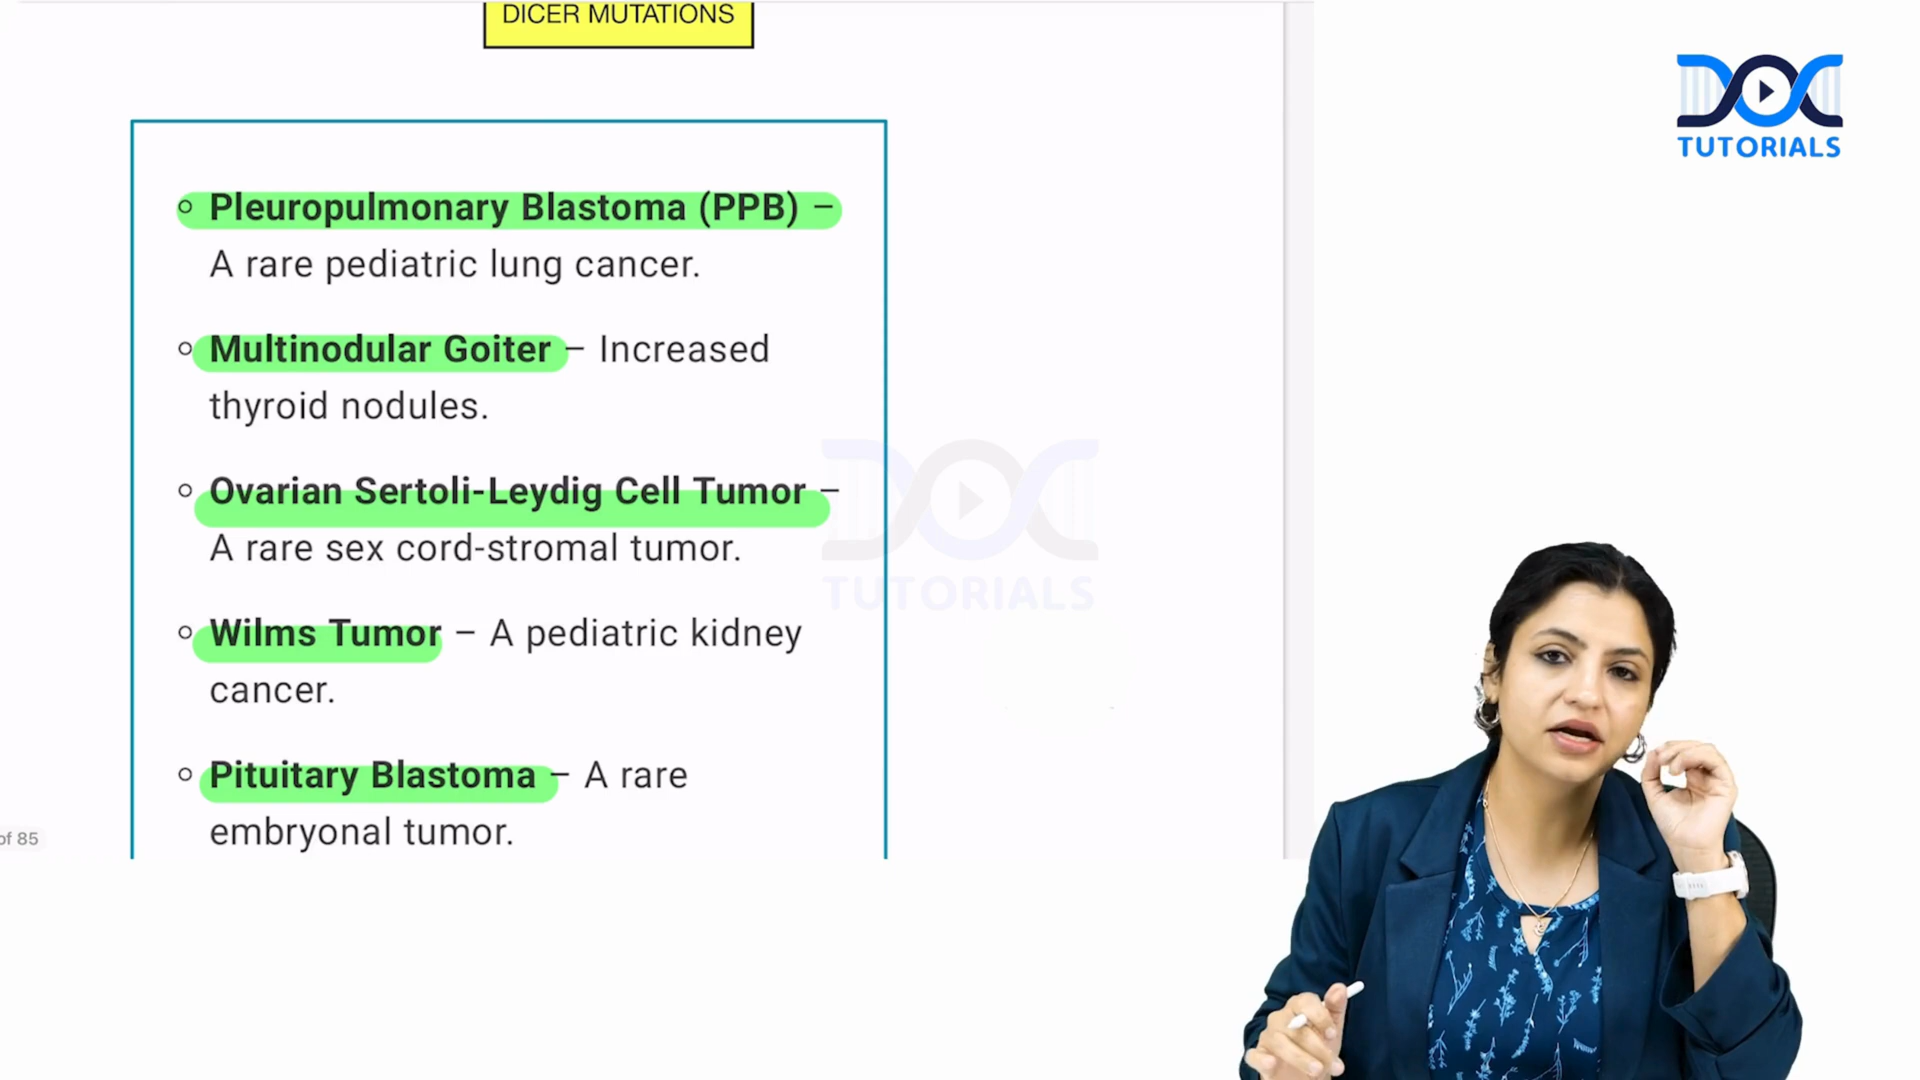 DICER MUTATIONS
DOC
TUTORIALS
○ Pleuropulmonary Blastoma (PPB) –
A rare pediatric lung cancer.
○ Multinodular Goiter – Increased
thyroid nodules.
○ Ovarian Sertoli-Leydig Cell Tumor –
A rare sex cord-stromal tumor.
DOC
TUTORIALS
○ Wilms Tumor – A pediatric kidney
cancer.
○ Pituitary Blastoma – A rare
embryonal tumor.
of 85